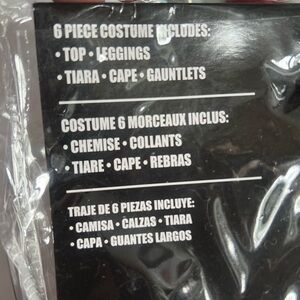 6 PIECE COSTUME INCLUDES:
• TOP • LEGGINGS
• TIARA • CAPE • GAUNTLETS
COSTUME 6 MORCEAUX INCLUS:
• CHEMISE • COLLANTS
• TIARE • CAPE • REBRAS
TRAJE DE 6 PIEZAS INCLUYE:
• CAMISA • CALZAS • TIARA
• CAPA • GUANTES LARGOS